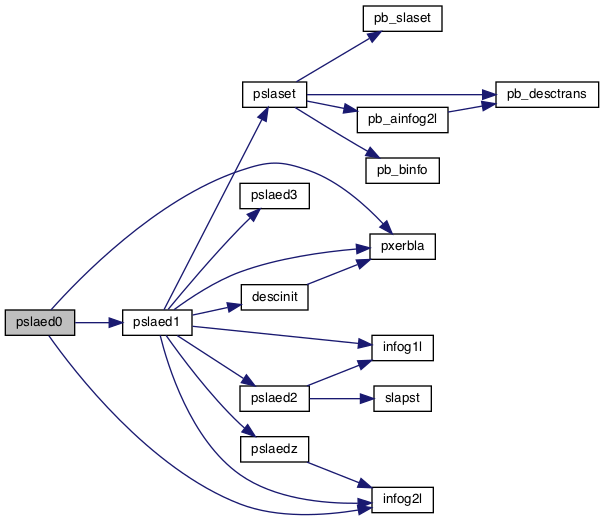 pb_slaset
pslaset
pb_desctrans
pb_ainfog2l
pb_binfo
pslaed3
pxerbla
descinit
pslaed0
pslaed1
infog1l
pslaed2
slapst
pslaedz
infog2l